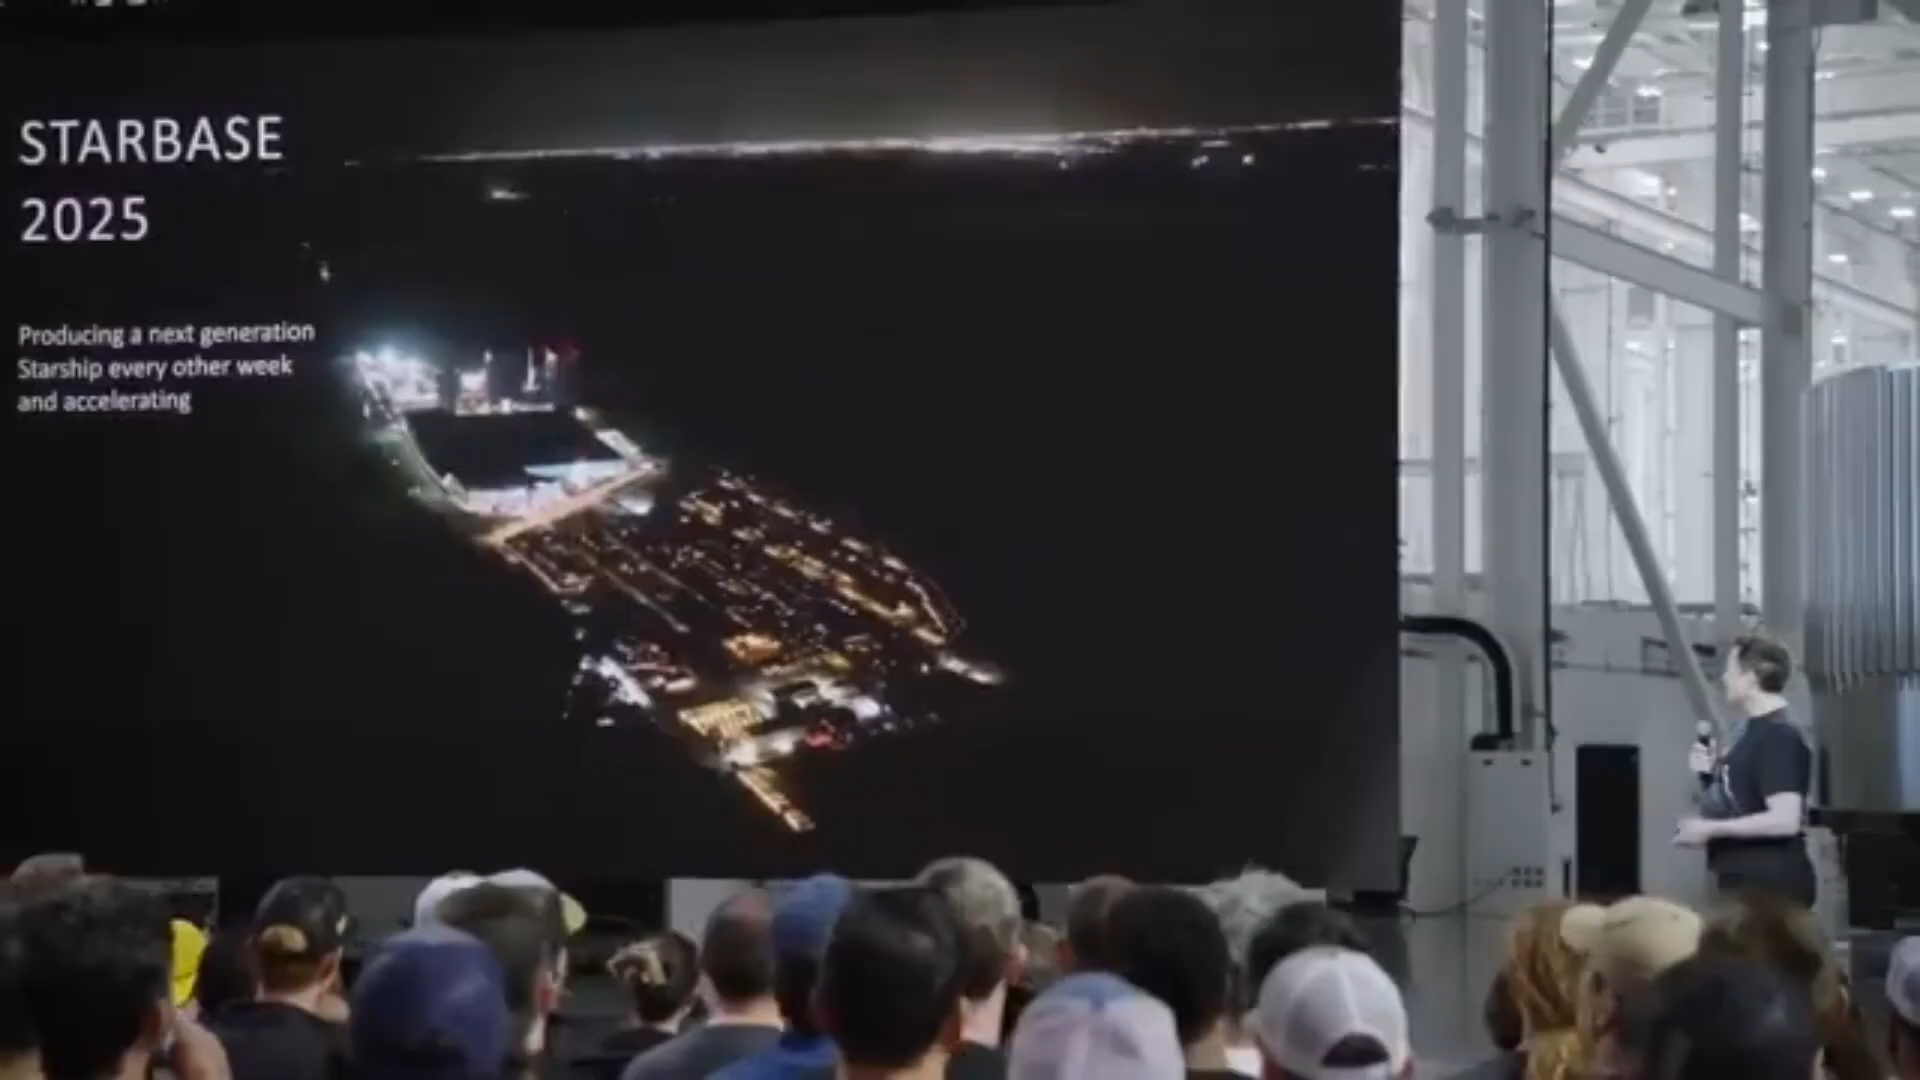 STARBASE
2025
Producing a next generation
Starship every other week
and accelerating